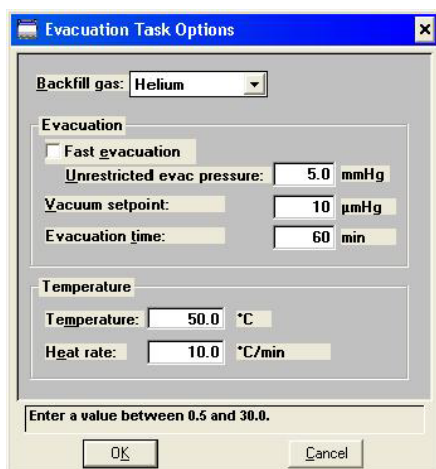 Evacuation Task Options
Backfill gas: Helium
Evacuation
Fast evacuation
Unrestricted evac pressure: 5.0 mmHg
Vacuum setpoint: 10 µmHg
Evacuation time: 60 min
Temperature
Temperature: 50.0 °C
Heat rate: 10.0 °C/min
Enter a value between 0.5 and 30.0.
OK Cancel